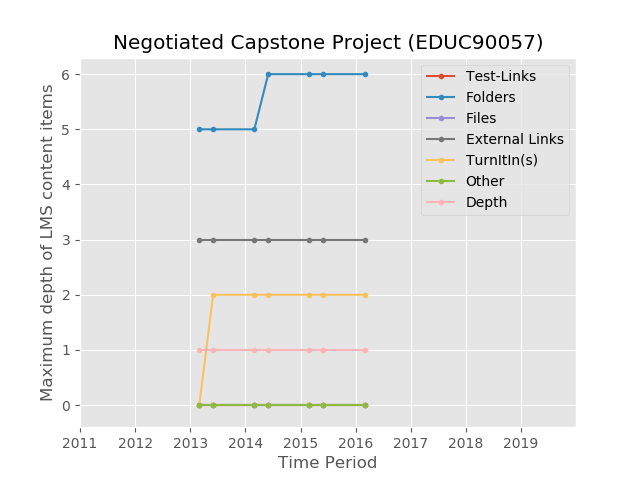 Negotiated Capstone Project (EDUC90057)
Maximum depth of LMS content items
6
5
4
3
2
1
0
Test-Links
Folders
Files
External Links
TurnItIn(s)
Other
Depth
2011 2012 2013 2014 2015 2016 2017 2018 2019
Time Period